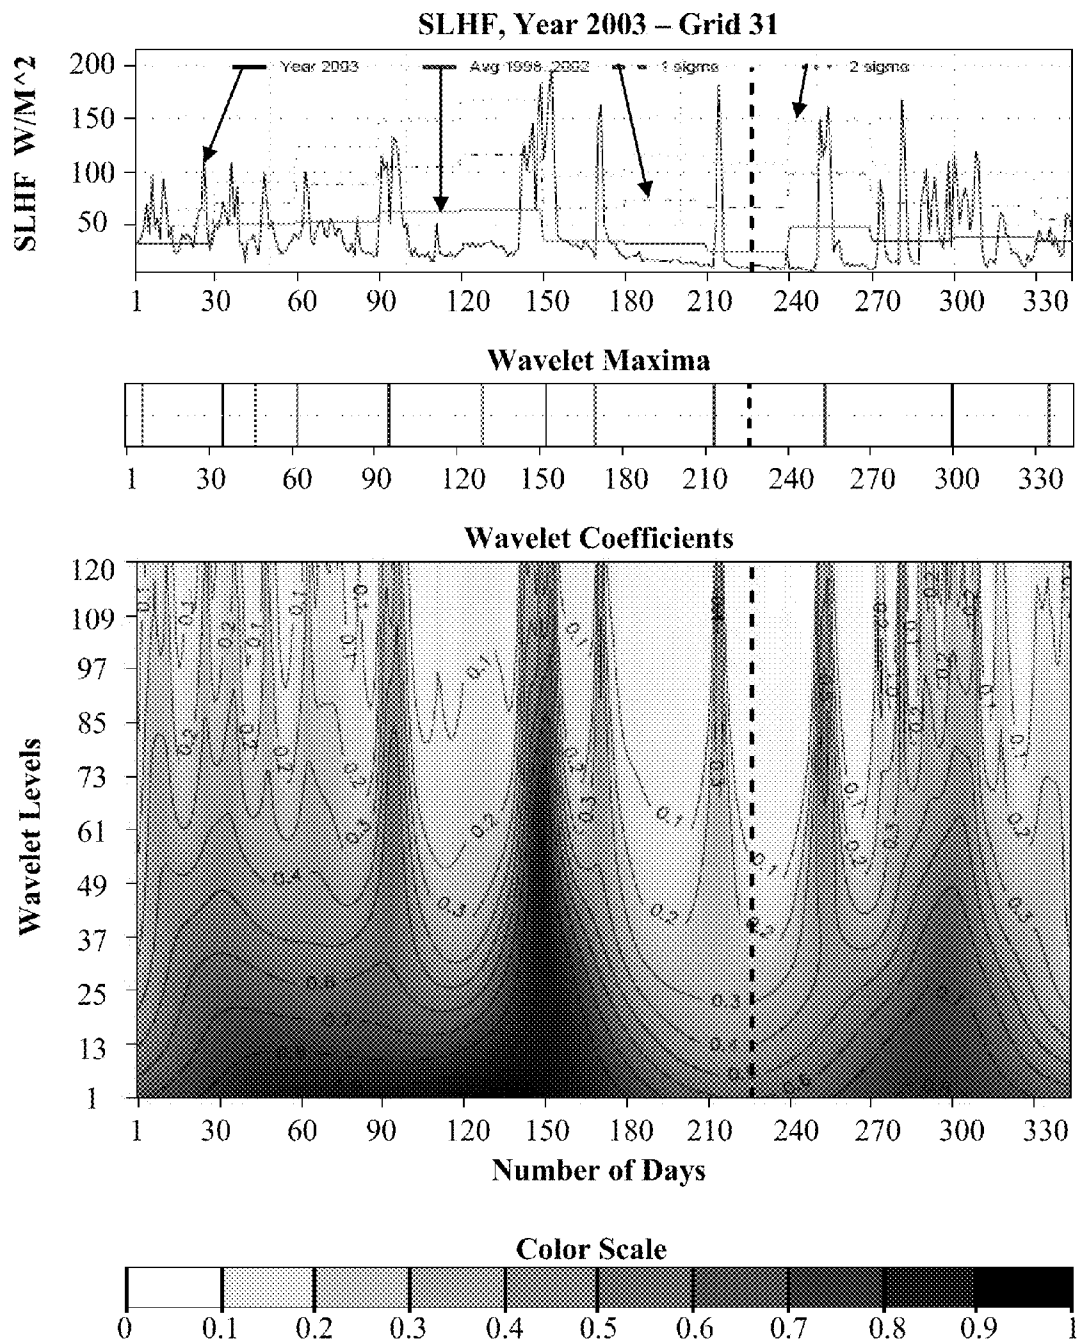 SLHF, Year 2003 – Grid 31
SLHF W/M^2
200
150
100
50
Year 2003 Avg 1998 2002 1 sigma 2 sigma
1 30 60 90 120 150 180 210 240 270 300 330
Wavelet Maxima
1 30 60 90 120 150 180 210 240 270 300 330
Wavelet Coefficients
Wavelet Levels
120
109
97
85
73
61
49
37
25
13
1
1 30 60 90 120 150 180 210 240 270 300 330
Number of Days
Color Scale
0 0.1 0.2 0.3 0.4 0.5 0.6 0.7 0.8 0.9 1